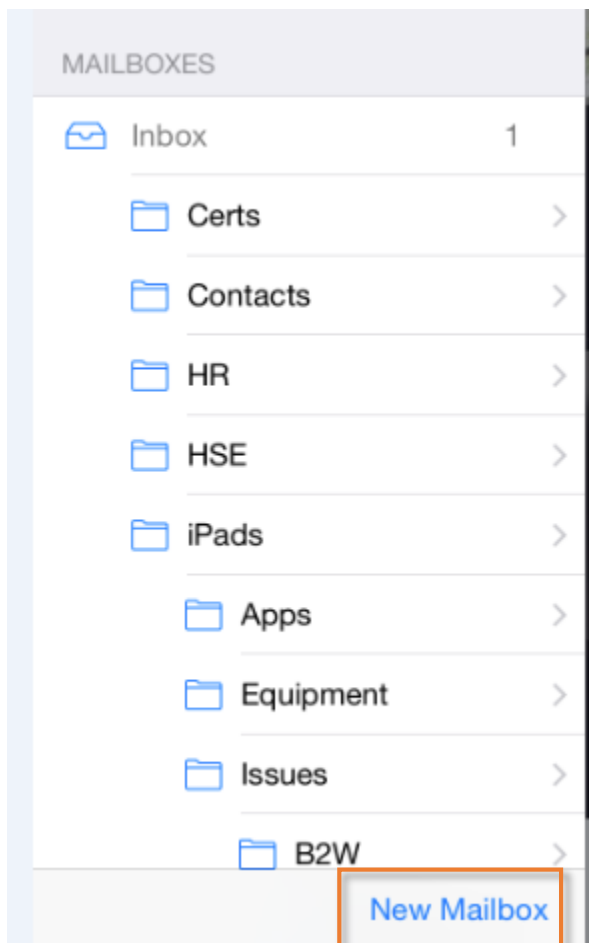 MAILBOXES
Inbox 1
Certs
Contacts
HR
HSE
iPads
Apps
Equipment
Issues
B2W
New Mailbox